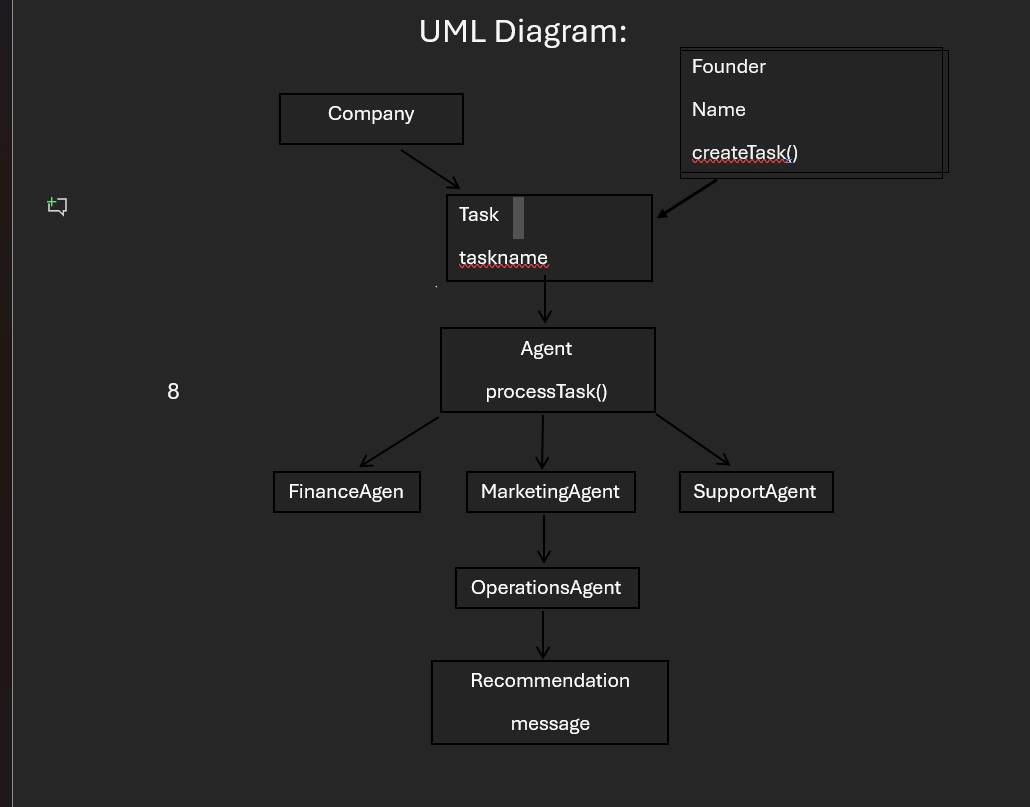 UML Diagram:
Company
Founder
Name
createTask()
Task
taskname
Agent
processTask()
8
FinanceAgen
MarketingAgent
SupportAgent
OperationsAgent
Recommendation
message